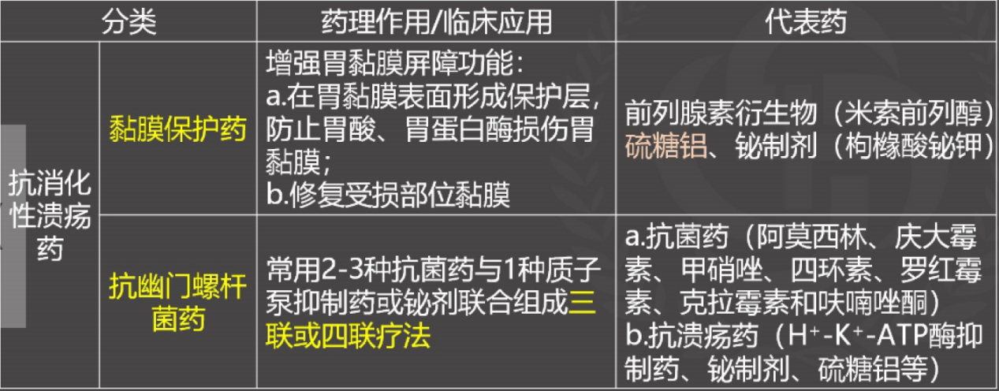 分类
药理作用/临床应用
代表药
抗消化
性溃疡
药
黏膜保护药
增强胃黏膜屏障功能：
a.在胃黏膜表面形成保护层，
防止胃酸、胃蛋白酶损伤胃
黏膜；
b.修复受损部位黏膜
前列腺素衍生物（米索前列醇）
硫糖铝、铋制剂（枸橼酸铋钾）
抗幽门螺杆
菌药
常用2-3种抗菌药与1种质子
泵抑制药或铋剂联合组成三
联或四联疗法
a.抗菌药（阿莫西林、庆大霉
素、甲硝唑、四环素、罗红霉
素、克拉霉素和呋喃唑酮）
b.抗溃疡药（H⁺-K⁺-ATP酶抑
制药、铋制剂、硫糖铝等）